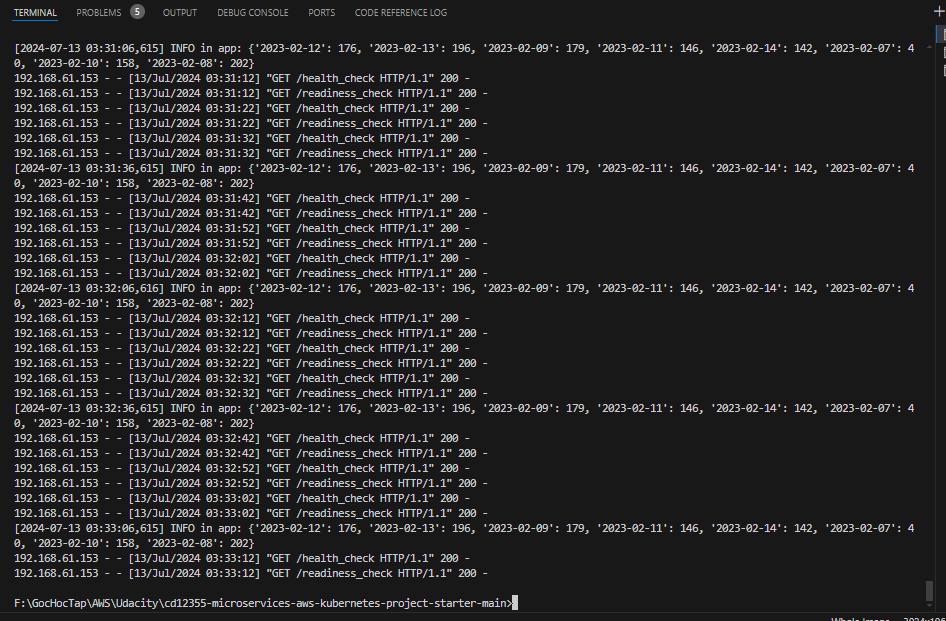 TERMINAL PROBLEMS 5 OUTPUT DEBUG CONSOLE PORTS CODE REFERENCE LOG
[2024-07-13 03:31:06,615] INFO in app: {'2023-02-12': 176, '2023-02-13': 196, '2023-02-09': 179, '2023-02-11': 146, '2023-02-14': 142, '2023-02-07': 4
0, '2023-02-10': 158, '2023-02-08': 202}
192.168.61.153 - - [13/Jul/2024 03:31:12] "GET /health_check HTTP/1.1" 200 -
192.168.61.153 - - [13/Jul/2024 03:31:12] "GET /readiness_check HTTP/1.1" 200 -
192.168.61.153 - - [13/Jul/2024 03:31:22] "GET /health_check HTTP/1.1" 200 -
192.168.61.153 - - [13/Jul/2024 03:31:22] "GET /readiness_check HTTP/1.1" 200 -
192.168.61.153 - - [13/Jul/2024 03:31:32] "GET /health_check HTTP/1.1" 200 -
192.168.61.153 - - [13/Jul/2024 03:31:32] "GET /readiness_check HTTP/1.1" 200 -
[2024-07-13 03:31:36,615] INFO in app: {'2023-02-12': 176, '2023-02-13': 196, '2023-02-09': 179, '2023-02-11': 146, '2023-02-14': 142, '2023-02-07': 4
0, '2023-02-10': 158, '2023-02-08': 202}
192.168.61.153 - - [13/Jul/2024 03:31:42] "GET /health_check HTTP/1.1" 200 -
192.168.61.153 - - [13/Jul/2024 03:31:42] "GET /readiness_check HTTP/1.1" 200 -
192.168.61.153 - - [13/Jul/2024 03:31:52] "GET /health_check HTTP/1.1" 200 -
192.168.61.153 - - [13/Jul/2024 03:31:52] "GET /readiness_check HTTP/1.1" 200 -
192.168.61.153 - - [13/Jul/2024 03:32:02] "GET /health_check HTTP/1.1" 200 -
192.168.61.153 - - [13/Jul/2024 03:32:02] "GET /readiness_check HTTP/1.1" 200 -
[2024-07-13 03:32:06,616] INFO in app: {'2023-02-12': 176, '2023-02-13': 196, '2023-02-09': 179, '2023-02-11': 146, '2023-02-14': 142, '2023-02-07': 4
0, '2023-02-10': 158, '2023-02-08': 202}
192.168.61.153 - - [13/Jul/2024 03:32:12] "GET /health_check HTTP/1.1" 200 -
192.168.61.153 - - [13/Jul/2024 03:32:12] "GET /readiness_check HTTP/1.1" 200 -
192.168.61.153 - - [13/Jul/2024 03:32:22] "GET /health_check HTTP/1.1" 200 -
192.168.61.153 - - [13/Jul/2024 03:32:22] "GET /readiness_check HTTP/1.1" 200 -
192.168.61.153 - - [13/Jul/2024 03:32:32] "GET /health_check HTTP/1.1" 200 -
192.168.61.153 - - [13/Jul/2024 03:32:32] "GET /readiness_check HTTP/1.1" 200 -
[2024-07-13 03:32:36,615] INFO in app: {'2023-02-12': 176, '2023-02-13': 196, '2023-02-09': 179, '2023-02-11': 146, '2023-02-14': 142, '2023-02-07': 4
0, '2023-02-10': 158, '2023-02-08': 202}
192.168.61.153 - - [13/Jul/2024 03:32:42] "GET /health_check HTTP/1.1" 200 -
192.168.61.153 - - [13/Jul/2024 03:32:42] "GET /readiness_check HTTP/1.1" 200 -
192.168.61.153 - - [13/Jul/2024 03:32:52] "GET /health_check HTTP/1.1" 200 -
192.168.61.153 - - [13/Jul/2024 03:32:52] "GET /readiness_check HTTP/1.1" 200 -
192.168.61.153 - - [13/Jul/2024 03:33:02] "GET /health_check HTTP/1.1" 200 -
192.168.61.153 - - [13/Jul/2024 03:33:02] "GET /readiness_check HTTP/1.1" 200 -
[2024-07-13 03:33:06,615] INFO in app: {'2023-02-12': 176, '2023-02-13': 196, '2023-02-09': 179, '2023-02-11': 146, '2023-02-14': 142, '2023-02-07': 4
0, '2023-02-10': 158, '2023-02-08': 202}
192.168.61.153 - - [13/Jul/2024 03:33:12] "GET /health_check HTTP/1.1" 200 -
192.168.61.153 - - [13/Jul/2024 03:33:12] "GET /readiness_check HTTP/1.1" 200 -
F:\GocHocTap\AWS\Udacity\cd12355-microservices-aws-kubernetes-project-starter-main>